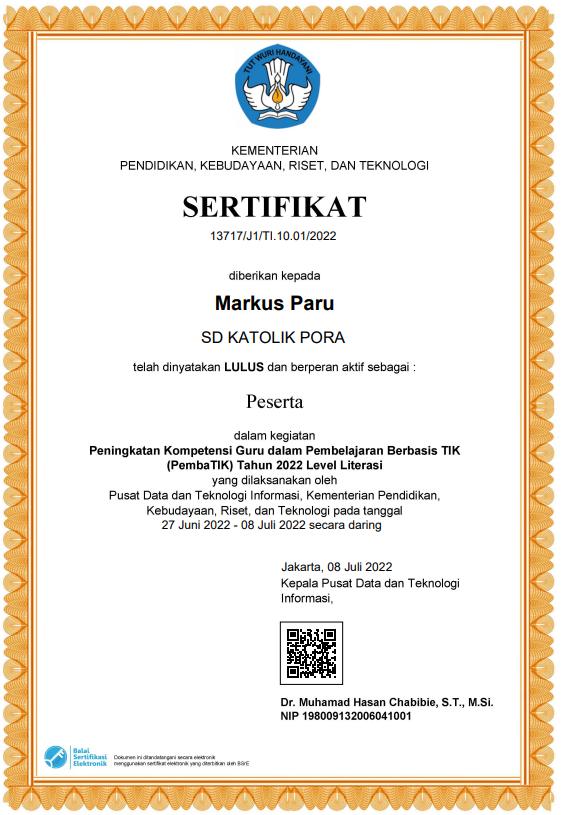 TUT WURI HANDAYANI
KEMENTERIAN
PENDIDIKAN, KEBUDAYAAN, RISET, DAN TEKNOLOGI
SERTIFIKAT
13717/J1/TI.10.01/2022
diberikan kepada
Markus Paru
SD KATOLIK PORA
telah dinyatakan LULUS dan berperan aktif sebagai :
Peserta
dalam kegiatan
Peningkatan Kompetensi Guru dalam Pembelajaran Berbasis TIK
(PembaTIK) Tahun 2022 Level Literasi
yang dilaksanakan oleh
Pusat Data dan Teknologi Informasi, Kementerian Pendidikan,
Kebudayaan, Riset, dan Teknologi pada tanggal
27 Juni 2022 - 08 Juli 2022 secara daring
Jakarta, 08 Juli 2022
Kepala Pusat Data dan Teknologi
Informasi,
Dr. Muhamad Hasan Chabibie, S.T., M.Si.
NIP 198009132006041001
Balai
Sertifikasi
Elektronik
Dokumen ini ditandatangani secara elektronik
menggunakan sertifikat elektronik yang diterbitkan oleh BSrE